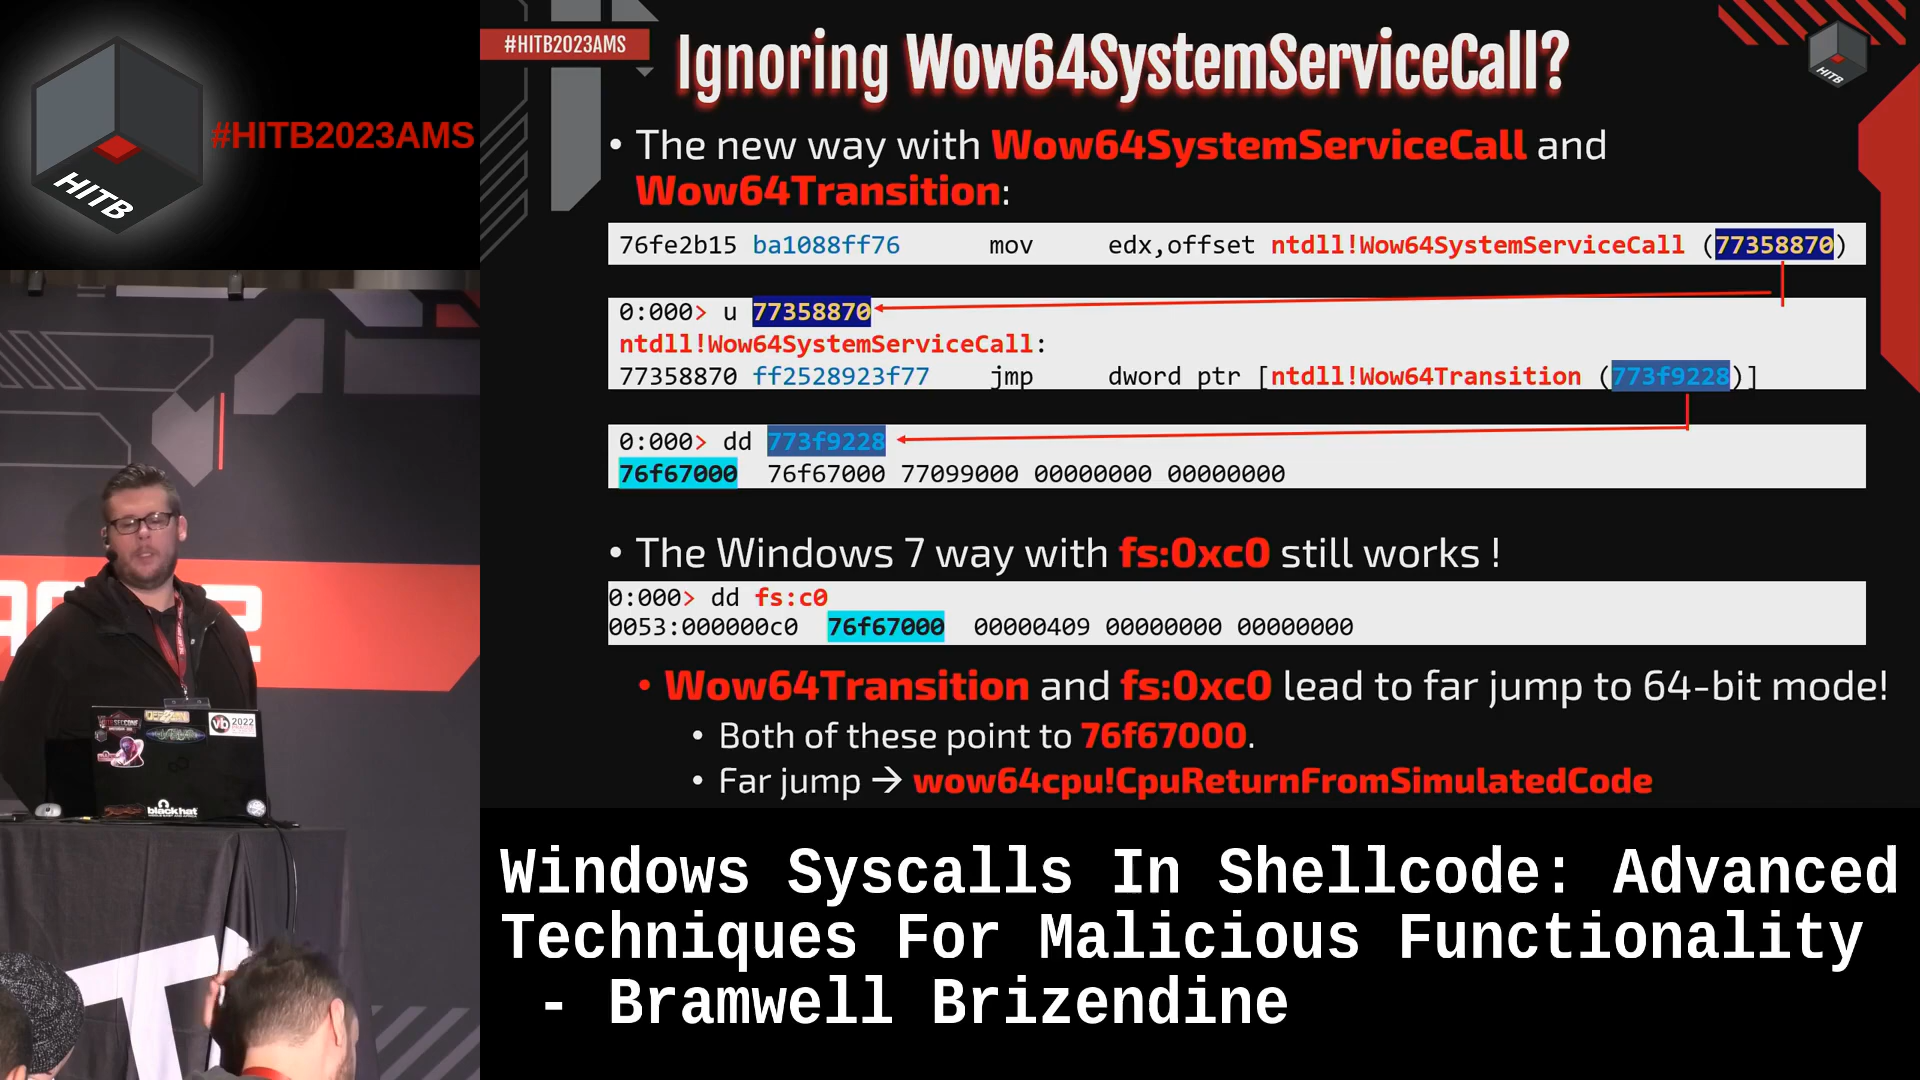 HITB
#HITB2023AMS
#HITB2023AMS
Ignoring Wow64SystemServiceCall?
HITB
• The new way with Wow64SystemServiceCall and
Wow64Transition:
76fe2b15 ba1088ff76 mov edx,offset ntdll!Wow64SystemServiceCall (77358870)
0:000> u 77358870
ntdll!Wow64SystemServiceCall:
77358870 ff2528923f77 jmp dword ptr [ntdll!Wow64Transition (773f9228)]
0:000> dd 773f9228
76f67000 76f67000 77099000 00000000 00000000
• The Windows 7 way with fs:0xc0 still works !
0:000> dd fs:c0
0053:000000c0 76f67000 00000409 00000000 00000000
• Wow64Transition and fs:0xc0 lead to far jump to 64-bit mode!
• Both of these point to 76f67000.
• Far jump → wow64cpu!CpuReturnFromSimulatedCode
vb 2022
black hat
Windows Syscalls In Shellcode: Advanced
Techniques For Malicious Functionality
- Bramwell Brizendine